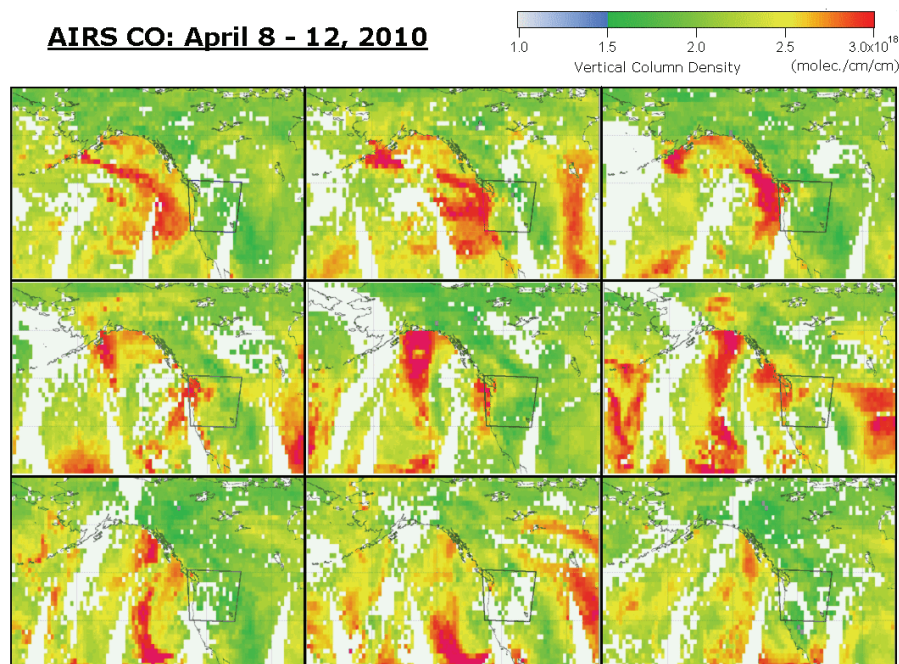 AIRS CO: April 8 - 12, 2010
1.0 1.5 2.0 2.5 3.0x10¹⁸
Vertical Column Density (molec./cm/cm)